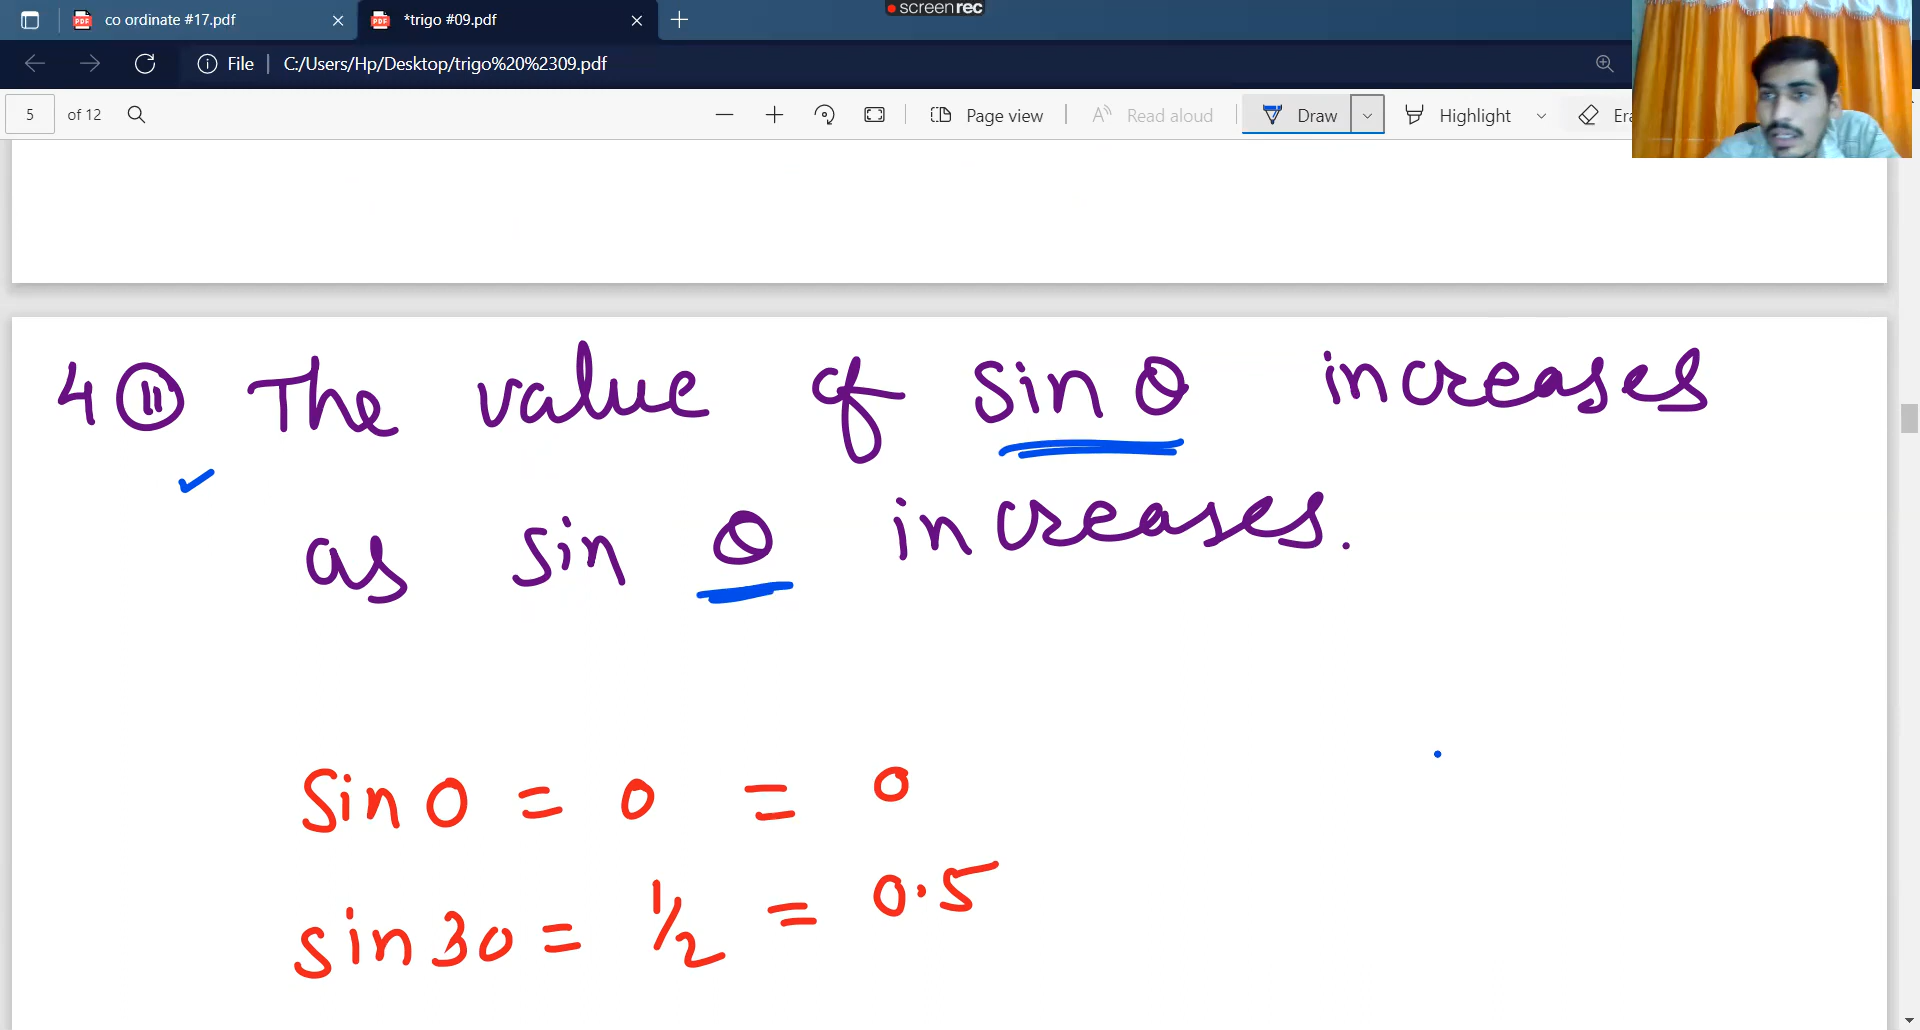 co ordinate #17.pdf
*trigo #09.pdf
screenrec
File
C:/Users/Hp/Desktop/trigo%20%2309.pdf
5 of 12
Page view
Read aloud
Draw
Highlight
Era
4 (ii) The value of sin θ increases
as sin θ increases.
Sin 0 = 0 = 0
sin 30 = 1/2 = 0.5